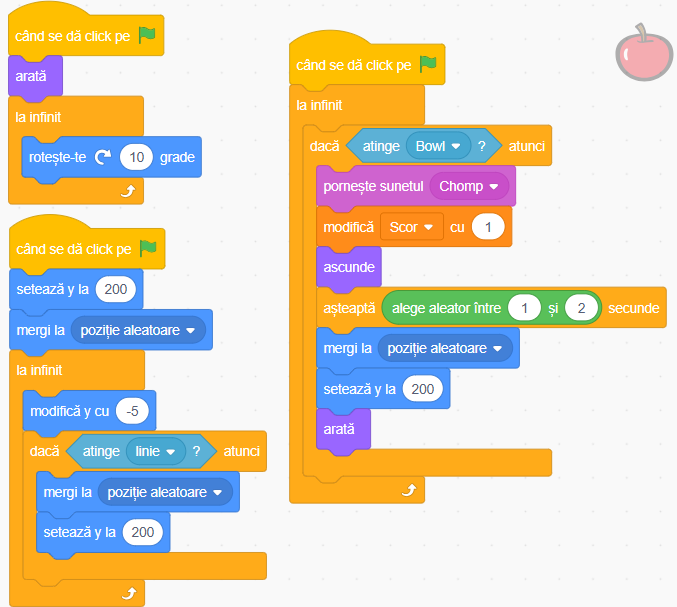 când se dă click pe
arată
la infinit
rotește-te 10 grade
când se dă click pe
setează y la 200
mergi la poziție aleatoare
la infinit
modifică y cu -5
dacă atinge linie ? atunci
mergi la poziție aleatoare
setează y la 200
când se dă click pe
la infinit
dacă atinge Bowl ? atunci
pornește sunetul Chomp
modifică Scor cu 1
ascunde
așteaptă alege aleator între 1 și 2 secunde
mergi la poziție aleatoare
setează y la 200
arată